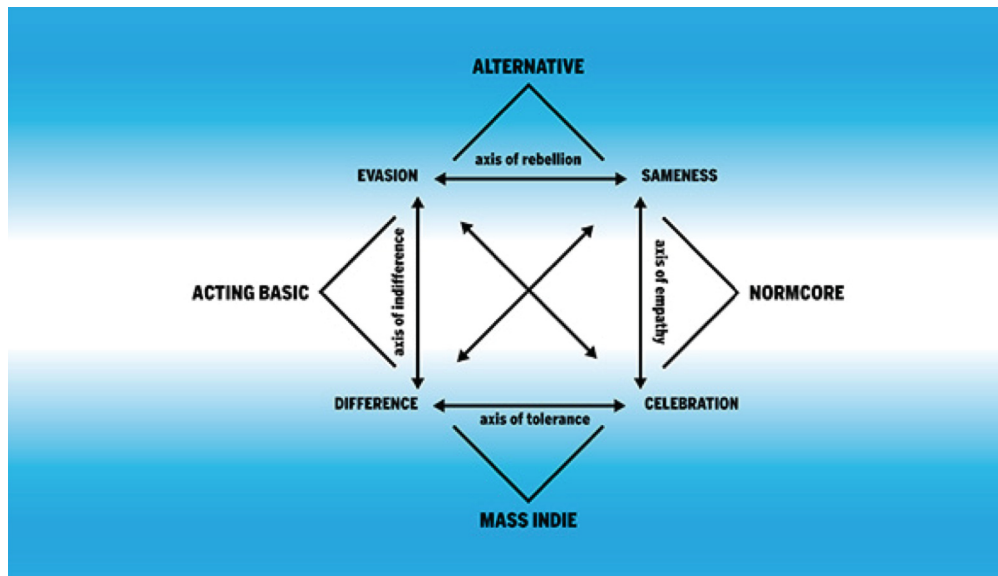 ALTERNATIVE
axis of rebellion
EVASION
SAMENESS
axis of indifference
axis of empathy
ACTING BASIC
NORMCORE
DIFFERENCE
CELEBRATION
axis of tolerance
MASS INDIE